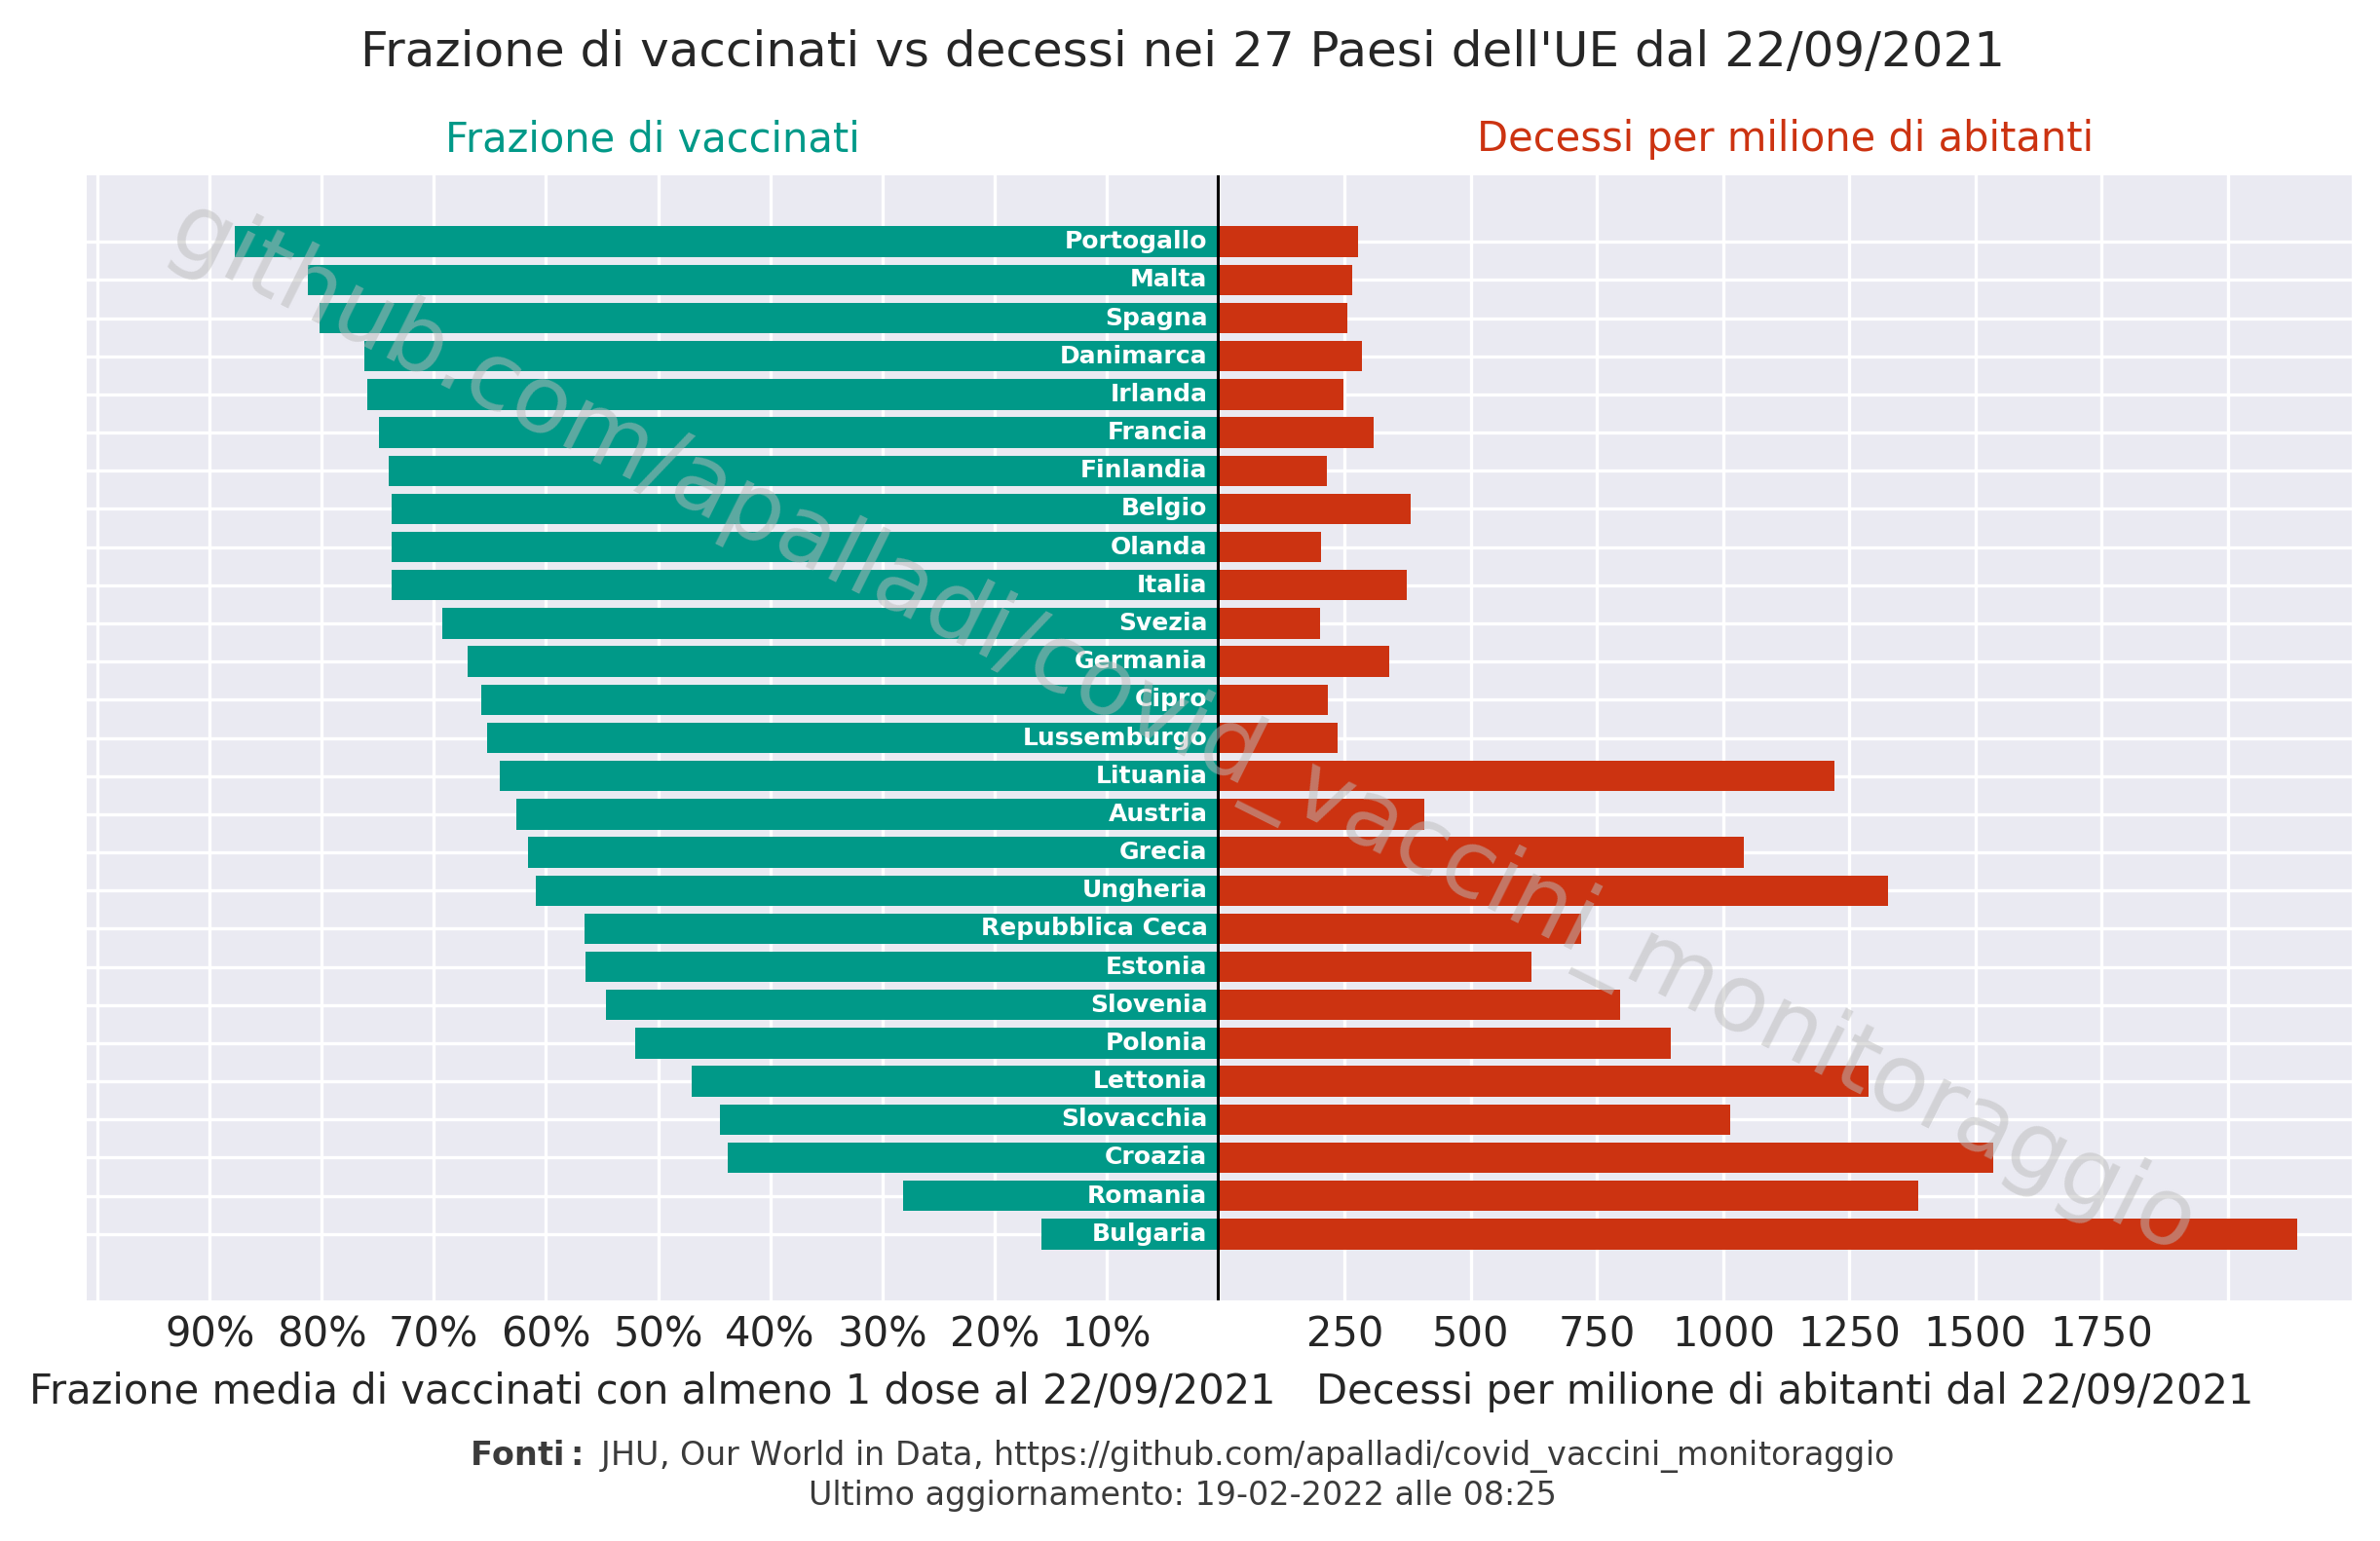 Frazione di vaccinati vs decessi nei 27 Paesi dell'UE dal 22/09/2021
Frazione di vaccinati
Decessi per milione di abitanti
github.com/apalladi/covid_vaccini_monitoraggio
Portogallo
Malta
Spagna
Danimarca
Irlanda
Francia
Finlandia
Belgio
Olanda
Italia
Svezia
Germania
Cipro
Lussemburgo
Lituania
Austria
Grecia
Ungheria
Repubblica Ceca
Estonia
Slovenia
Polonia
Lettonia
Slovacchia
Croazia
Romania
Bulgaria
90% 80% 70% 60% 50% 40% 30% 20% 10%
250 500 750 1000 1250 1500 1750
Frazione media di vaccinati con almeno 1 dose al 22/09/2021
Decessi per milione di abitanti dal 22/09/2021
Fonti: JHU, Our World in Data, https://github.com/apalladi/covid_vaccini_monitoraggio
Ultimo aggiornamento: 19-02-2022 alle 08:25